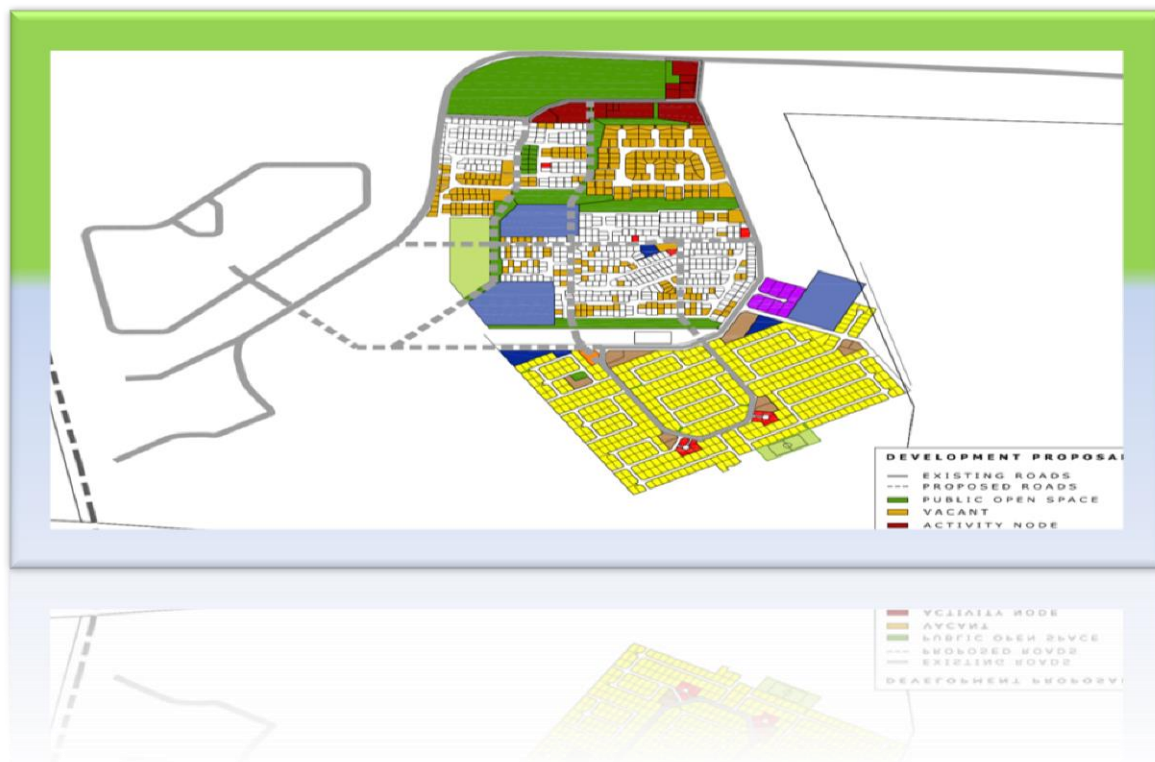 DEVELOPMENT PROPOSA
EXISTING ROADS
PROPOSED ROADS
PUBLIC OPEN SPACE
VACANT
ACTIVITY NODE